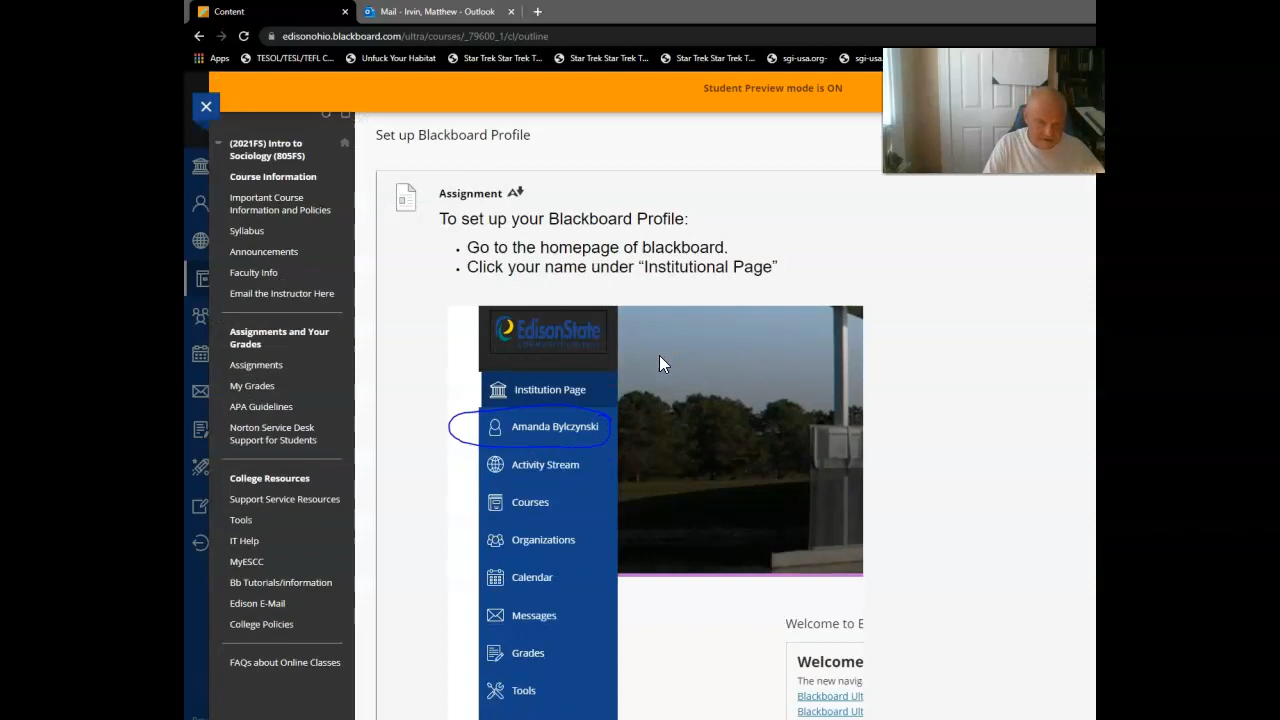 Content
Mail - Irvin, Matthew - Outlook
edisonohio.blackboard.com/ultra/courses/_79600_1/cl/outline
Apps
TESOL/TESL/TEFL C...
Unfuck Your Habitat
Star Trek Star Trek T...
Star Trek Star Trek T...
Star Trek Star Trek T...
sgi-usa.org-
sgi-usa.
Student Preview mode is ON
(2021FS) Intro to
Sociology (805FS)
Course Information
Important Course
Information and Policies
Syllabus
Announcements
Faculty Info
Email the Instructor Here
Assignments and Your
Grades
Assignments
My Grades
APA Guidelines
Norton Service Desk
Support for Students
College Resources
Support Service Resources
Tools
IT Help
MyESCC
Bb Tutorials/information
Edison E-Mail
College Policies
FAQs about Online Classes
Set up Blackboard Profile
Assignment
To set up your Blackboard Profile:
• Go to the homepage of blackboard.
• Click your name under “Institutional Page”
EdisonState
COMMUNITY COLLEGE
Institution Page
Amanda Bylczynski
Activity Stream
Courses
Organizations
Calendar
Messages
Grades
Tools
Welcome to E
Welcome
The new navig
Blackboard Ult
Blackboard Ult